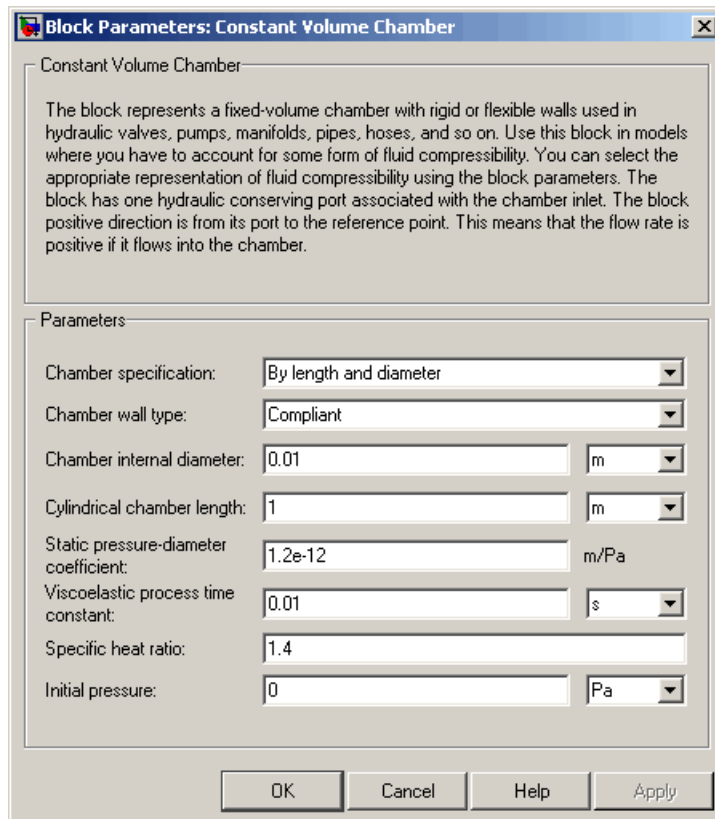 Block Parameters: Constant Volume Chamber
Constant Volume Chamber
The block represents a fixed-volume chamber with rigid or flexible walls used in
hydraulic valves, pumps, manifolds, pipes, hoses, and so on. Use this block in models
where you have to account for some form of fluid compressibility. You can select the
appropriate representation of fluid compressibility using the block parameters. The
block has one hydraulic conserving port associated with the chamber inlet. The block
positive direction is from its port to the reference point. This means that the flow rate is
positive if it flows into the chamber.
Parameters
Chamber specification: By length and diameter
Chamber wall type: Compliant
Chamber internal diameter: 0.01 m
Cylindrical chamber length: 1 m
Static pressure-diameter
coefficient: 1.2e-12 m/Pa
Viscoelastic process time
constant: 0.01 s
Specific heat ratio: 1.4
Initial pressure: 0 Pa
OK Cancel Help Apply